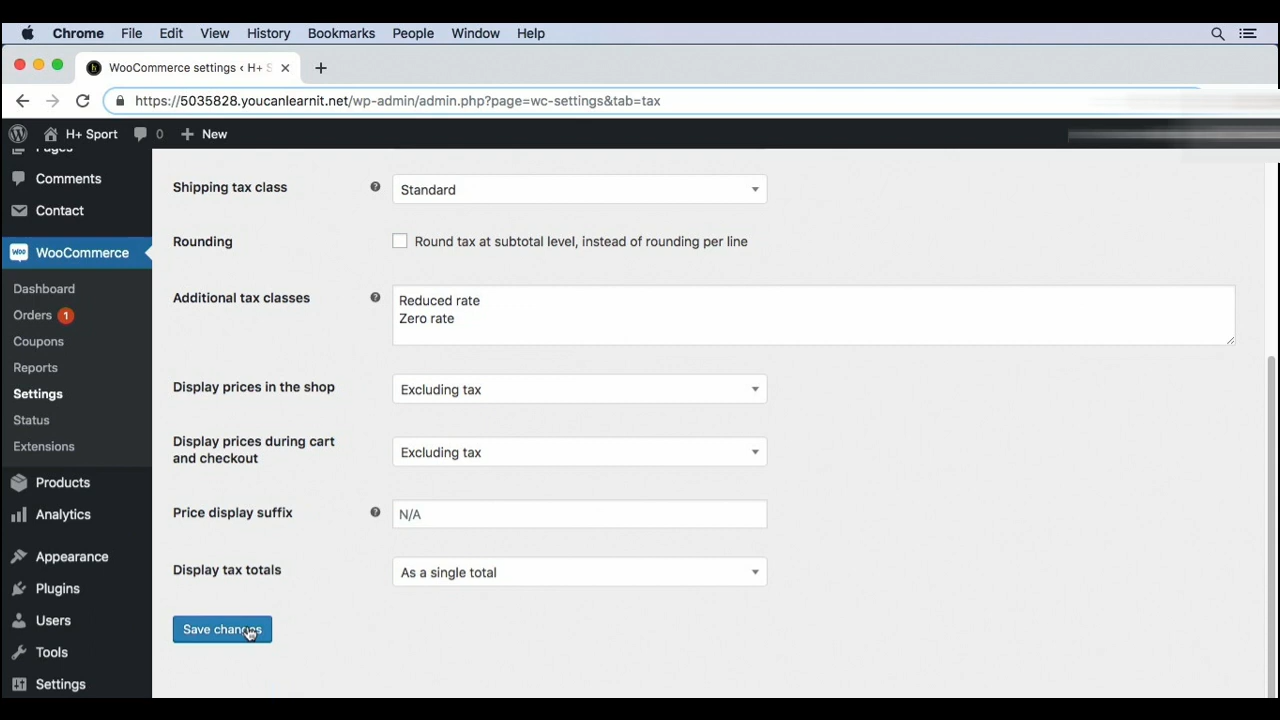 Chrome File Edit View History Bookmarks People Window Help
WooCommerce settings ‹ H+ S
https://5035828.youcanlearnit.net/wp-admin/admin.php?page=wc-settings&tab=tax
H+ Sport 0 New
Pages
Comments
Contact
WooCommerce
Dashboard
Orders 1
Coupons
Reports
Settings
Status
Extensions
Products
Analytics
Appearance
Plugins
Users
Tools
Settings
Shipping tax class Standard
Rounding Round tax at subtotal level, instead of rounding per line
Additional tax classes Reduced rate
Zero rate
Display prices in the shop Excluding tax
Display prices during cart
and checkout Excluding tax
Price display suffix N/A
Display tax totals As a single total
Save changes